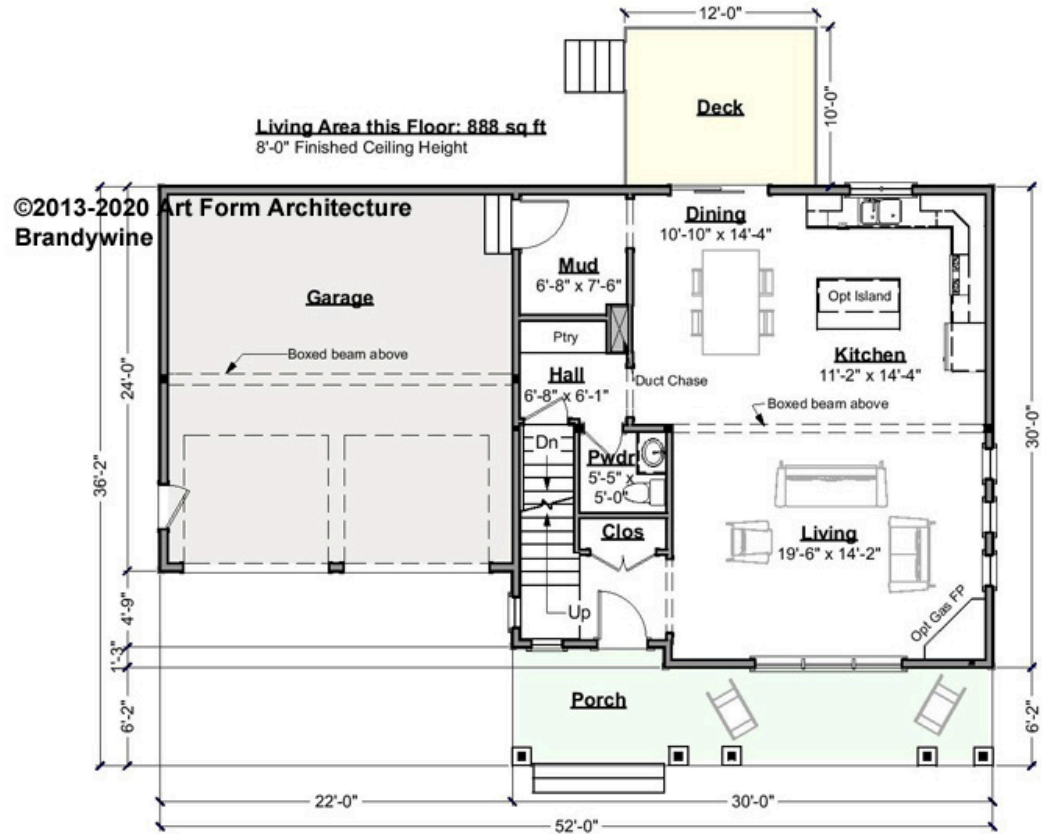 12'-0"
Deck
10'-0"
Living Area this Floor: 888 sq ft
8'-0" Finished Ceiling Height
©2013-2020 Art Form Architecture
Brandywine
Dining
10'-10" x 14'-4"
Mud
6'-8" x 7'-6"
Opt Island
Garage
Ptry
Boxed beam above
Kitchen
11'-2" x 14'-4"
Hall
6'-8" x 6'-1"
Duct Chase
Boxed beam above
24'-0"
36'-2"
30'-0"
Dn
Pwdr
5'-5" x
5'-0"
Clos
Living
19'-6" x 14'-2"
Up
Opt Gas FP
4'-9"
1'-3"
6'-2"
Porch
6'-2"
22'-0"
30'-0"
52'-0"